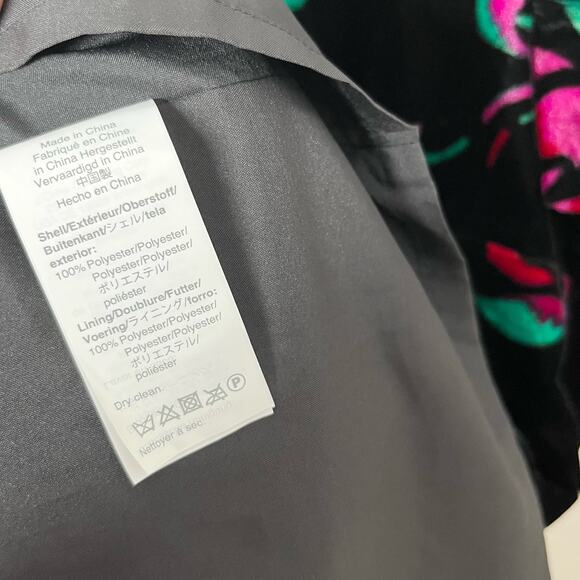 Made in China
Fabriqué en Chine
in China Hergestellt
Vervaardigd in China
中国製
Hecho en China
Shell/Extérieur/Oberstoff/
Buitenkant/シェル/tela
exterior:
100% Polyester/Polyester/
Polyester/Polyester/
ポリエステル/
poliéster
Lining/Doublure/Futter/
Voering/ライニング/forro:
100% Polyester/Polyester/
Polyester/Polyester/
ポリエステル/
poliéster
Dry clean
P
Nettoyer à sec